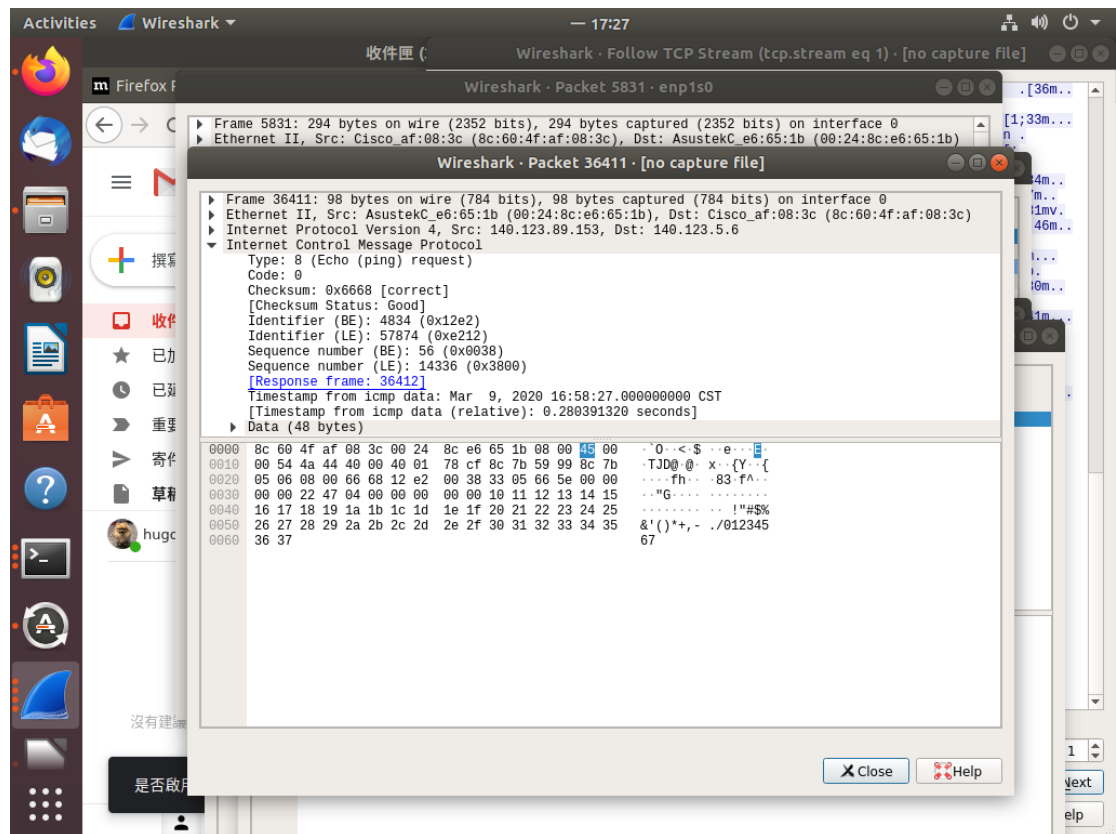 Activities Wireshark — 17:27
收件匣 (
Wireshark · Follow TCP Stream (tcp.stream eq 1) · [no capture file]
m Firefox
Wireshark · Packet 5831 · enp1s0
.[36m..
Frame 5831: 294 bytes on wire (2352 bits), 294 bytes captured (2352 bits) on interface 0
[1;33m...
Ethernet II, Src: Cisco_af:08:3c (8c:60:4f:af:08:3c), Dst: AsustekC_e6:65:1b (00:24:8c:e6:65:1b)
Wireshark · Packet 36411 · [no capture file]
Frame 36411: 98 bytes on wire (784 bits), 98 bytes captured (784 bits) on interface 0
Ethernet II, Src: AsustekC_e6:65:1b (00:24:8c:e6:65:1b), Dst: Cisco_af:08:3c (8c:60:4f:af:08:3c)
Internet Protocol Version 4, Src: 140.123.89.153, Dst: 140.123.5.6
Internet Control Message Protocol
Type: 8 (Echo (ping) request)
Code: 0
Checksum: 0x6668 [correct]
[Checksum Status: Good]
Identifier (BE): 4834 (0x12e2)
Identifier (LE): 57874 (0xe212)
Sequence number (BE): 56 (0x0038)
Sequence number (LE): 14336 (0x3800)
[Response frame: 36412]
Timestamp from icmp data: Mar  9, 2020 16:58:27.000000000 CST
[Timestamp from icmp data (relative): 0.280391320 seconds]
Data (48 bytes)
0000 8c 60 4f af 08 3c 00 24 8c e6 65 1b 08 00 45 00 ·`O··<·$ ··e···E·
0010 00 54 4a 44 40 00 40 01 78 cf 8c 7b 59 99 8c 7b ·TJD@·@· x··{Y··{
0020 05 06 08 00 66 68 12 e2 00 38 33 05 66 5e 00 00 ····fh·· ·83·f^··
0030 00 00 22 47 04 00 00 00 00 00 10 11 12 13 14 15 ··"G···· ········
0040 16 17 18 19 1a 1b 1c 1d 1e 1f 20 21 22 23 24 25 ········ ·· !"#$%
0050 26 27 28 29 2a 2b 2c 2d 2e 2f 30 31 32 33 34 35 &'()*+,- ./012345
0060 36 37 67
收件
重要
寄件
草稿
hugo
沒有建議
是否啟用
Close
Help
1
Next
elp